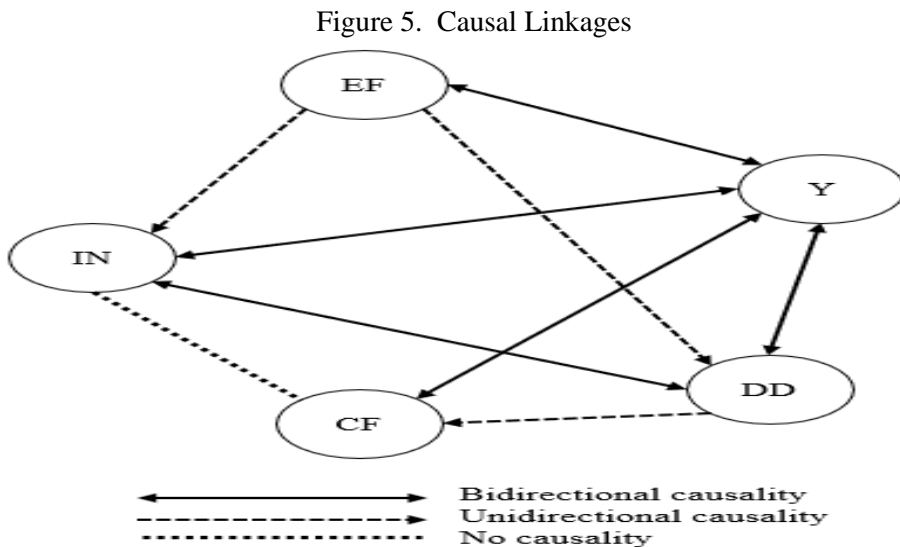 Figure 5. Causal Linkages
EF
Y
IN
DD
CF
Bidirectional causality
Unidirectional causality
No causality